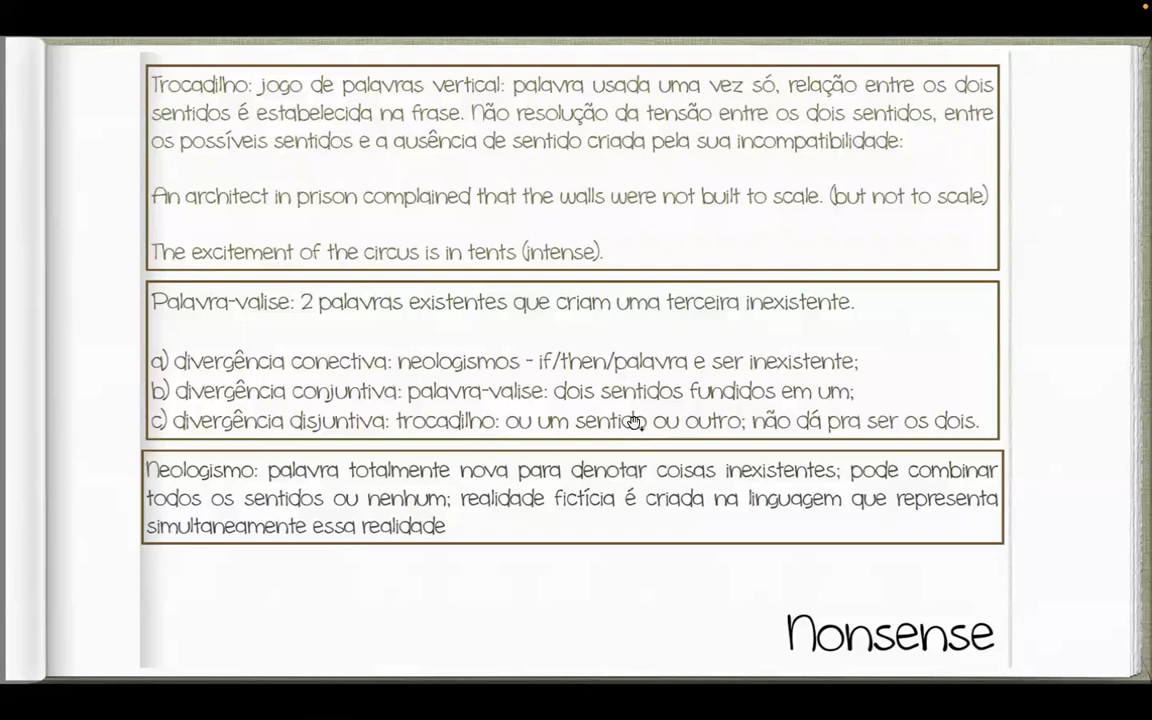 Trocadilho: jogo de palavras vertical: palavra usada uma vez só, relação entre os dois
sentidos é estabelecida na frase. Não resolução da tensão entre os dois sentidos, entre
os possíveis sentidos e a ausência de sentido criada pela sua incompatibilidade:
An architect in prison complained that the walls were not built to scale. (but not to scale)
The excitement of the circus is in tents (intense).
Palavra-valise: 2 palavras existentes que criam uma terceira inexistente.
a) divergência conectiva: neologismos - if/then/palavra e ser inexistente;
b) divergência conjuntiva: palavra-valise: dois sentidos fundidos em um;
c) divergência disjuntiva: trocadilho: ou um sentido ou outro; não dá pra ser os dois.
Neologismo: palavra totalmente nova para denotar coisas inexistentes; pode combinar
todos os sentidos ou nenhum; realidade fictícia é criada na linguagem que representa
simultaneamente essa realidade
Nonsense